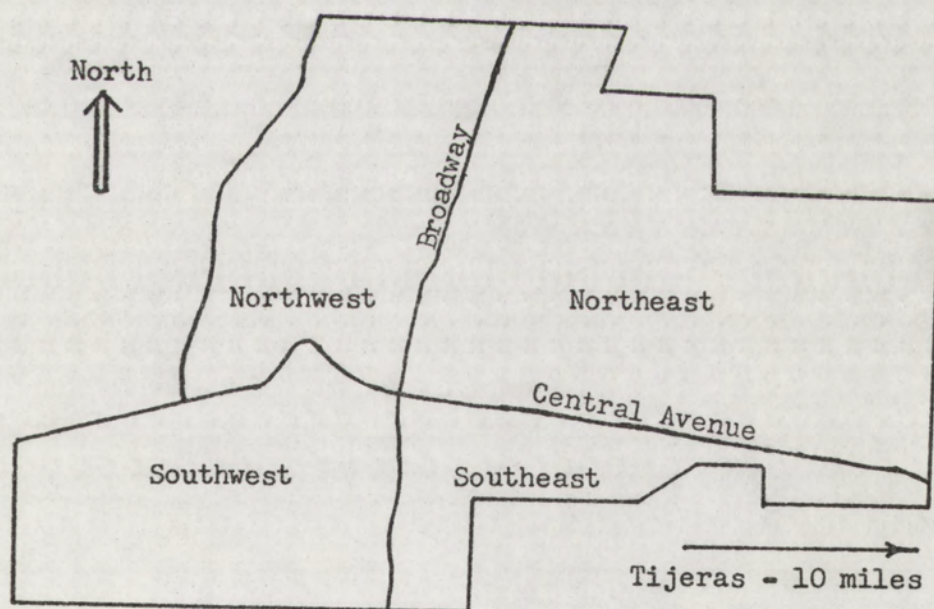 North
Broadway
Northwest
Northeast
Central Avenue
Southwest
Southeast
Tijeras - 10 miles